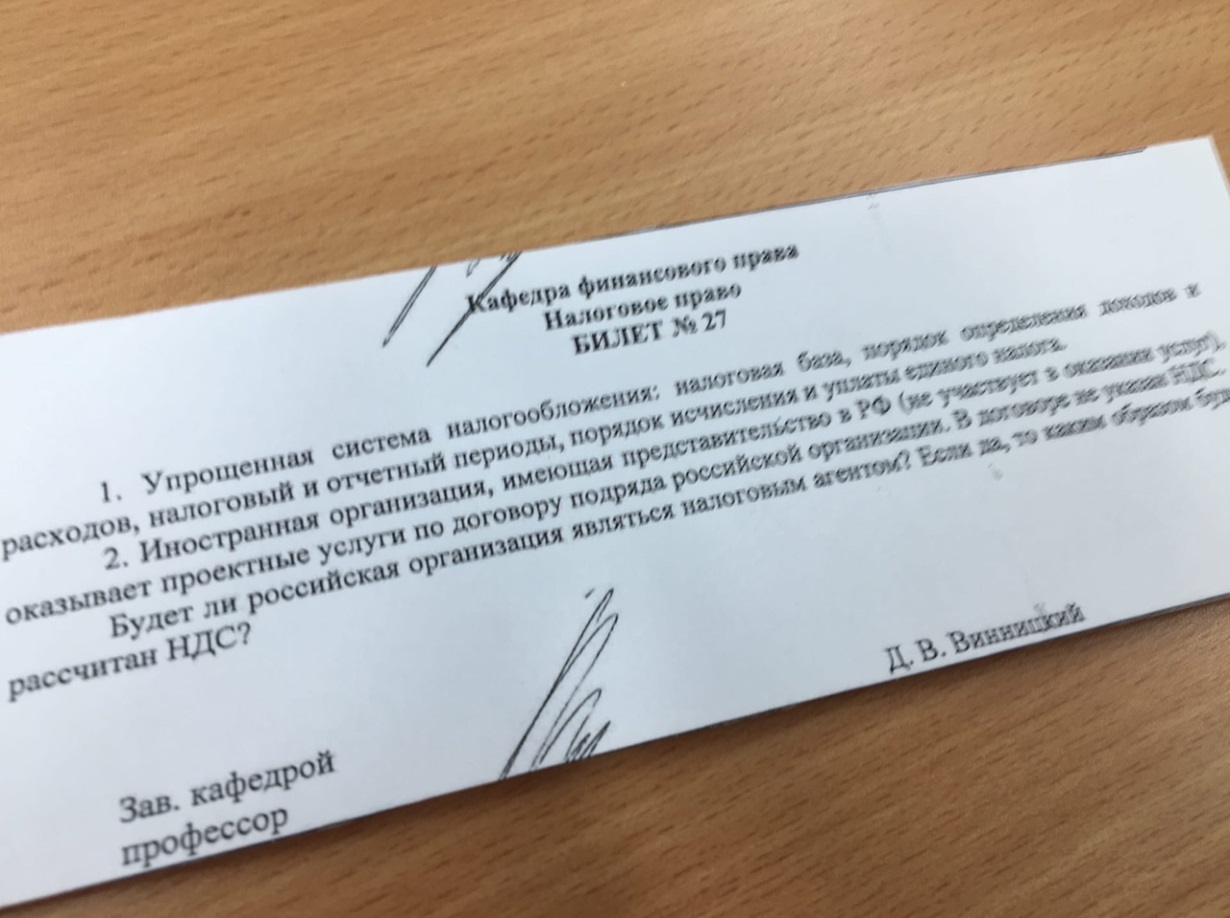 Кафедра финансового права
Налоговое право
БИЛЕТ № 27
1. Упрощенная система налогообложения: налоговая база, порядок определения доходов и
расходов, налоговый и отчетный периоды, порядок исчисления и уплаты единого налога.
2. Иностранная организация, имеющая представительство в РФ (не участвует в оказании услуг),
оказывает проектные услуги по договору подряда российской организации. В договоре не указан НДС.
Будет ли российская организация являться налоговым агентом? Если да, то каким образом буд
рассчитан НДС?
Зав. кафедрой
профессор
Д. В. Винницкий